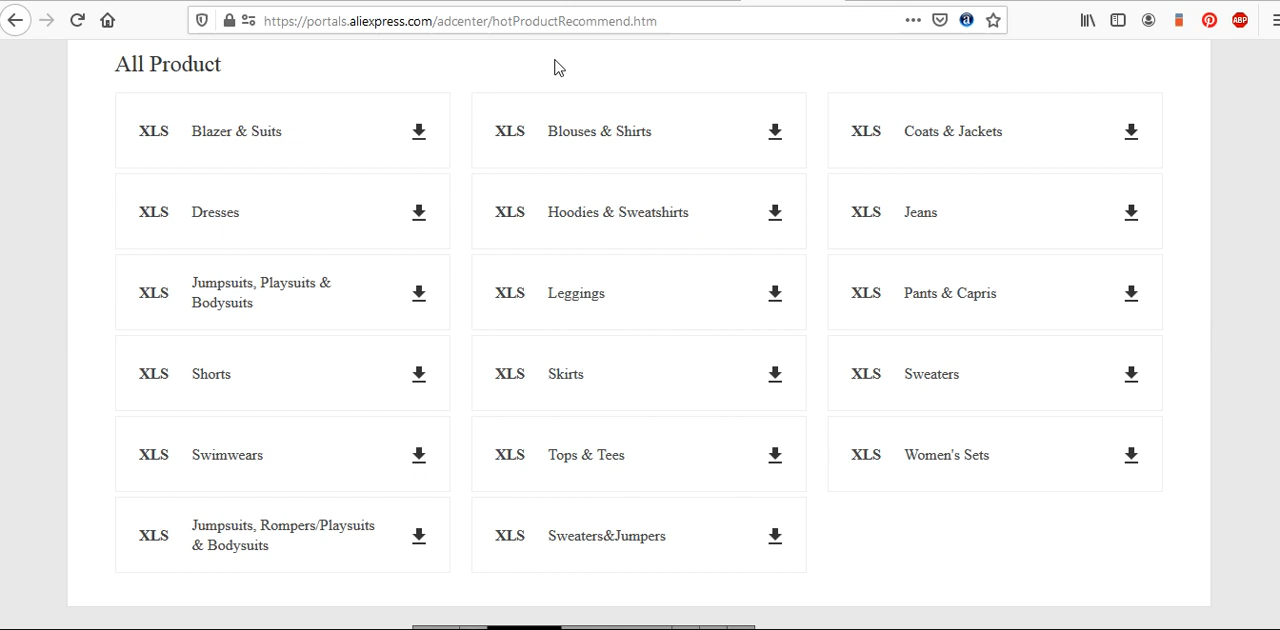 https://portals.aliexpress.com/adcenter/hotProductRecommend.htm
a
ABP
All Product
XLS Blazer & Suits
XLS Blouses & Shirts
XLS Coats & Jackets
XLS Dresses
XLS Hoodies & Sweatshirts
XLS Jeans
XLS Jumpsuits, Playsuits &
Bodysuits
XLS Leggings
XLS Pants & Capris
XLS Shorts
XLS Skirts
XLS Sweaters
XLS Swimwears
XLS Tops & Tees
XLS Women's Sets
XLS Jumpsuits, Rompers/Playsuits
& Bodysuits
XLS Sweaters&Jumpers